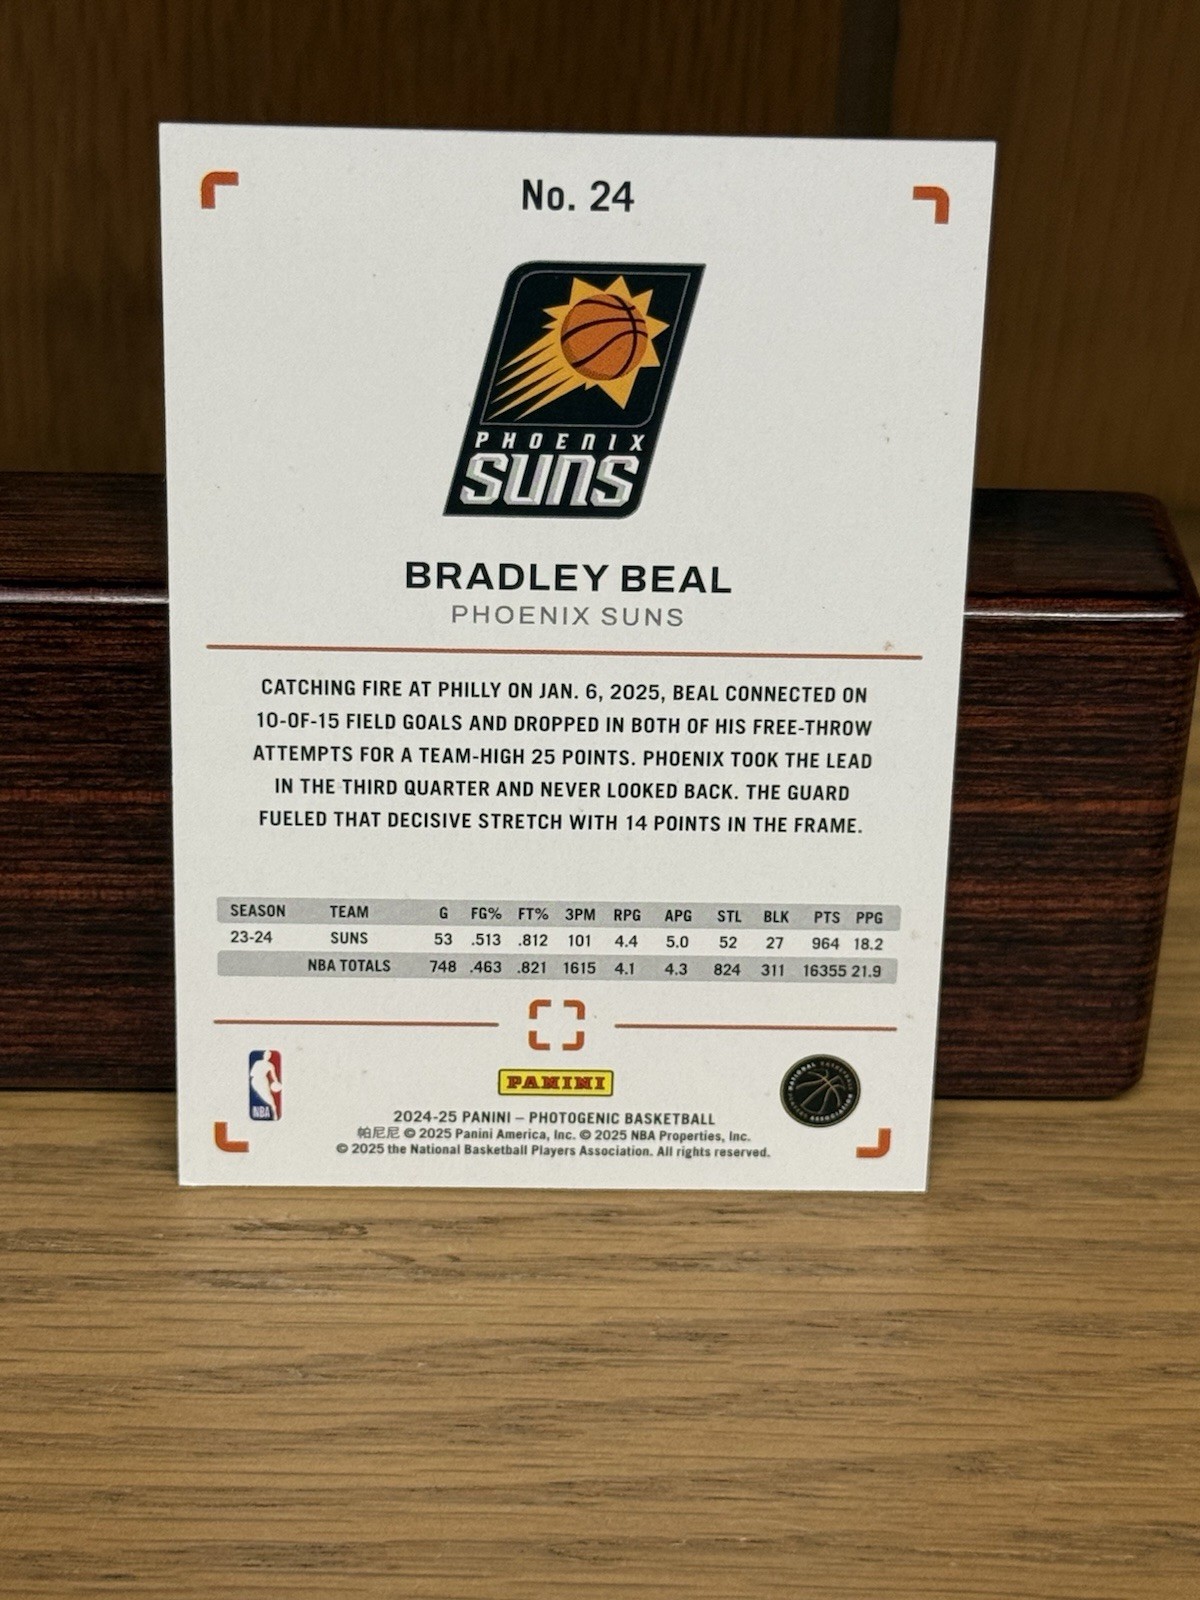 No. 24
PHOENIX
SUNS
BRADLEY BEAL
PHOENIX SUNS
CATCHING FIRE AT PHILLY ON JAN. 6, 2025, BEAL CONNECTED ON
10-OF-15 FIELD GOALS AND DROPPED IN BOTH OF HIS FREE-THROW
ATTEMPTS FOR A TEAM-HIGH 25 POINTS. PHOENIX TOOK THE LEAD
IN THE THIRD QUARTER AND NEVER LOOKED BACK. THE GUARD
FUELED THAT DECISIVE STRETCH WITH 14 POINTS IN THE FRAME.
SEASON TEAM G FG% FT% 3PM RPG APG STL BLK PTS PPG
23-24 SUNS 53 .513 .812 101 4.4 5.0 52 27 964 18.2
NBA TOTALS 748 .463 .821 1615 4.1 4.3 824 311 16355 21.9
NBA
PANINI
NATIONAL BASKETBALL PLAYERS ASSOCIATION
2024-25 PANINI – PHOTOGENIC BASKETBALL
帕尼尼 © 2025 Panini America, Inc. © 2025 NBA Properties, Inc.
© 2025 the National Basketball Players Association. All rights reserved.